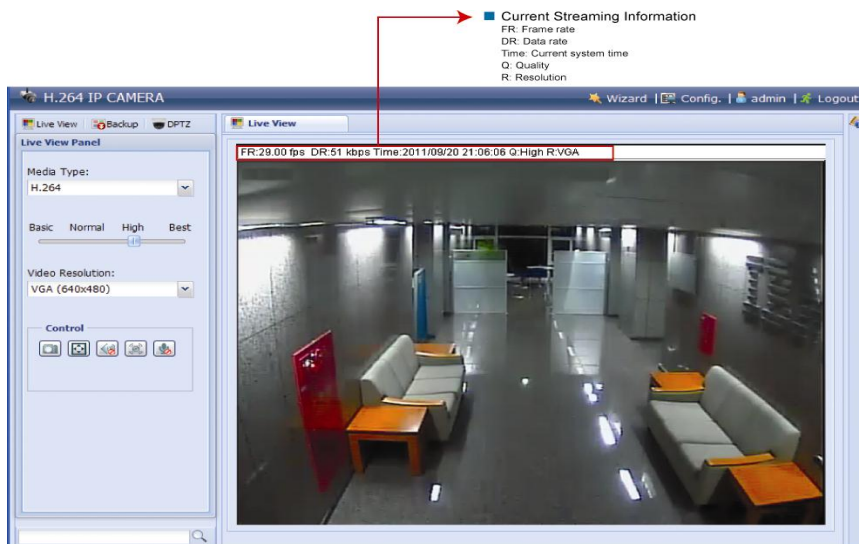 Current Streaming Information
FR: Frame rate
DR: Data rate
Time: Current system time
Q: Quality
R: Resolution
H.264 IP CAMERA
Wizard | Config. | admin | Logout
Live View Backup DPTZ
Live View
Live View Panel
FR:29.00 fps DR:51 kbps Time:2011/09/20 21:06:06 Q:High R:VGA
Media Type:
H.264
Basic Normal High Best
Video Resolution:
VGA (640x480)
Control